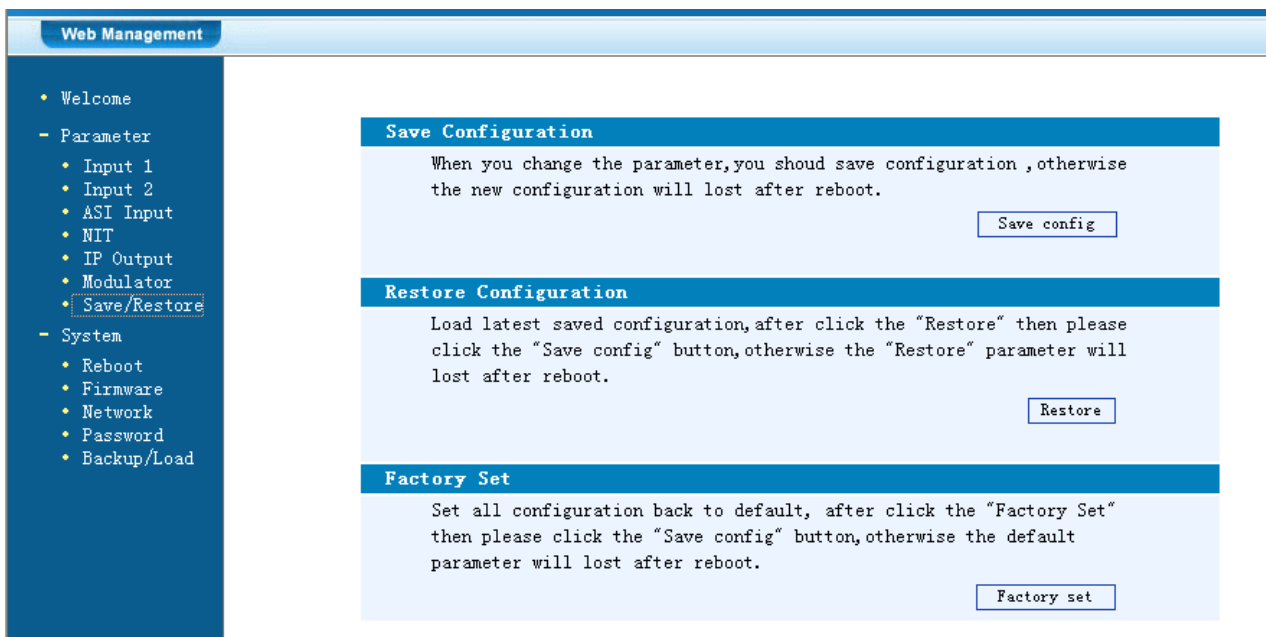 Web Management
Welcome
Parameter
Input 1
Input 2
ASI Input
NIT
IP Output
Modulator
Save/Restore
System
Reboot
Firmware
Network
Password
Backup/Load
Save Configuration
When you change the parameter,you shoud save configuration ,otherwise
the new configuration will lost after reboot.
Save config
Restore Configuration
Load latest saved configuration,after click the "Restore" then please
click the "Save config" button,otherwise the "Restore" parameter will
lost after reboot.
Restore
Factory Set
Set all configuration back to default, after click the "Factory Set"
then please click the "Save config" button,otherwise the default
parameter will lost after reboot.
Factory set